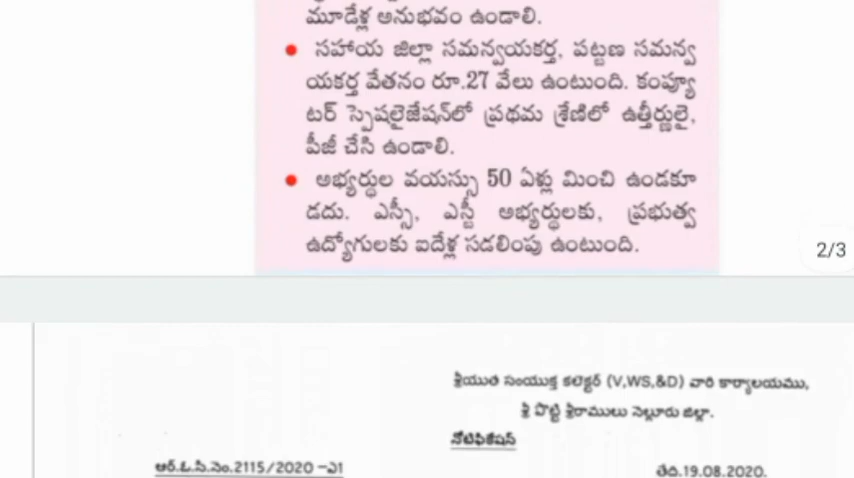 మూడేళ్ల అనుభవం ఉండాలి.
● సహాయ జిల్లా సమన్వయకర్త, పట్టణ సమన్వ
యకర్త వేతనం రూ.27 వేలు ఉంటుంది. కంప్యూ
టర్ స్పెషలైజేషన్‌లో ప్రథమ శ్రేణిలో ఉత్తీర్ణులై,
పీజీ చేసి ఉండాలి.
● అభ్యర్థుల వయస్సు 50 ఏళ్లు మించి ఉండకూ
డదు. ఎస్సీ, ఎస్టీ అభ్యర్థులకు, ప్రభుత్వ
ఉద్యోగులకు ఐదేళ్ల సడలింపు ఉంటుంది.
2/3
శ్రీయుత సంయుక్త కలెక్టర్ (V,WS,&D) వారి కార్యాలయము,
శ్రీ పొట్టి శ్రీరాములు నెల్లూరు జిల్లా.
నోటిఫికేషన్
ఆర్.ఓ.సి.నెం.2115/2020 –ఎ1
తేది.19.08.2020.